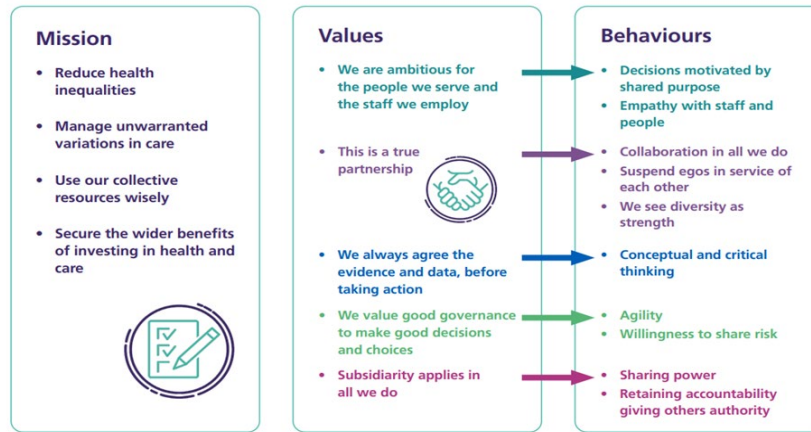 Mission
• Reduce health
inequalities
• Manage unwarranted
variations in care
• Use our collective
resources wisely
• Secure the wider benefits
of investing in health and
care
Values
• We are ambitious for
the people we serve and
the staff we employ
• This is a true
partnership
• We always agree the
evidence and data, before
taking action
• We value good governance
to make good decisions
and choices
• Subsidiarity applies in
all we do
Behaviours
• Decisions motivated by
shared purpose
• Empathy with staff and
people
• Collaboration in all we do
• Suspend egos in service of
each other
• We see diversity as
strength
• Conceptual and critical
thinking
• Agility
• Willingness to share risk
• Sharing power
• Retaining accountability
giving others authority